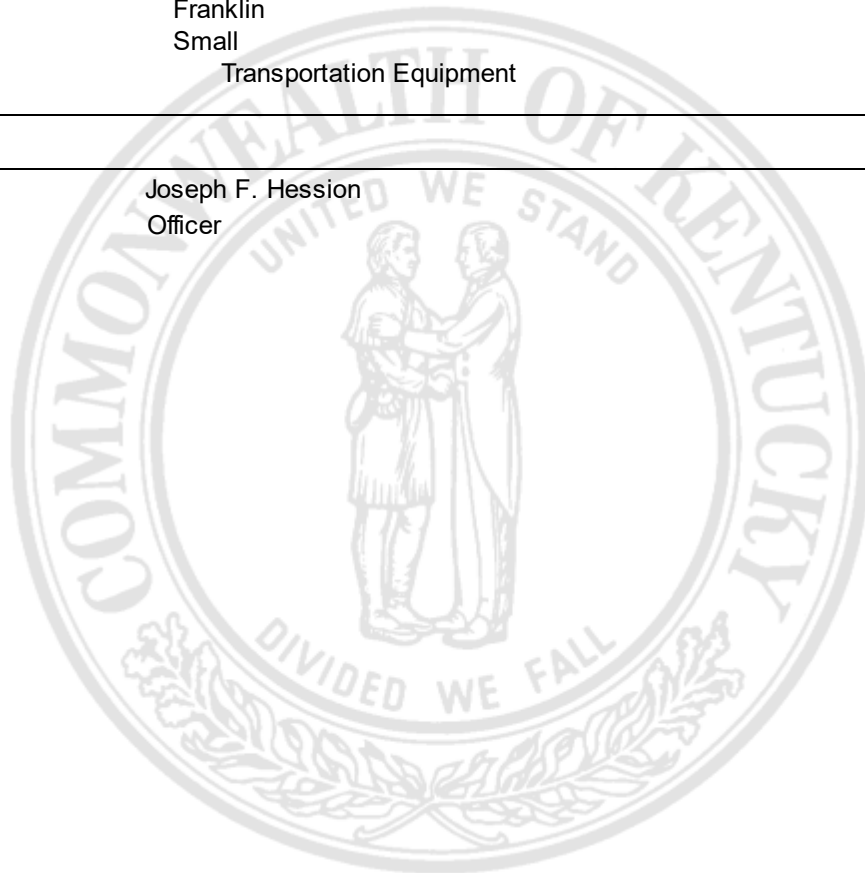 Franklin
Small
Transportation Equipment
Joseph F. Hession
Officer
COMMONWEALTH OF KENTUCKY
UNITED WE STAND
DIVIDED WE FALL